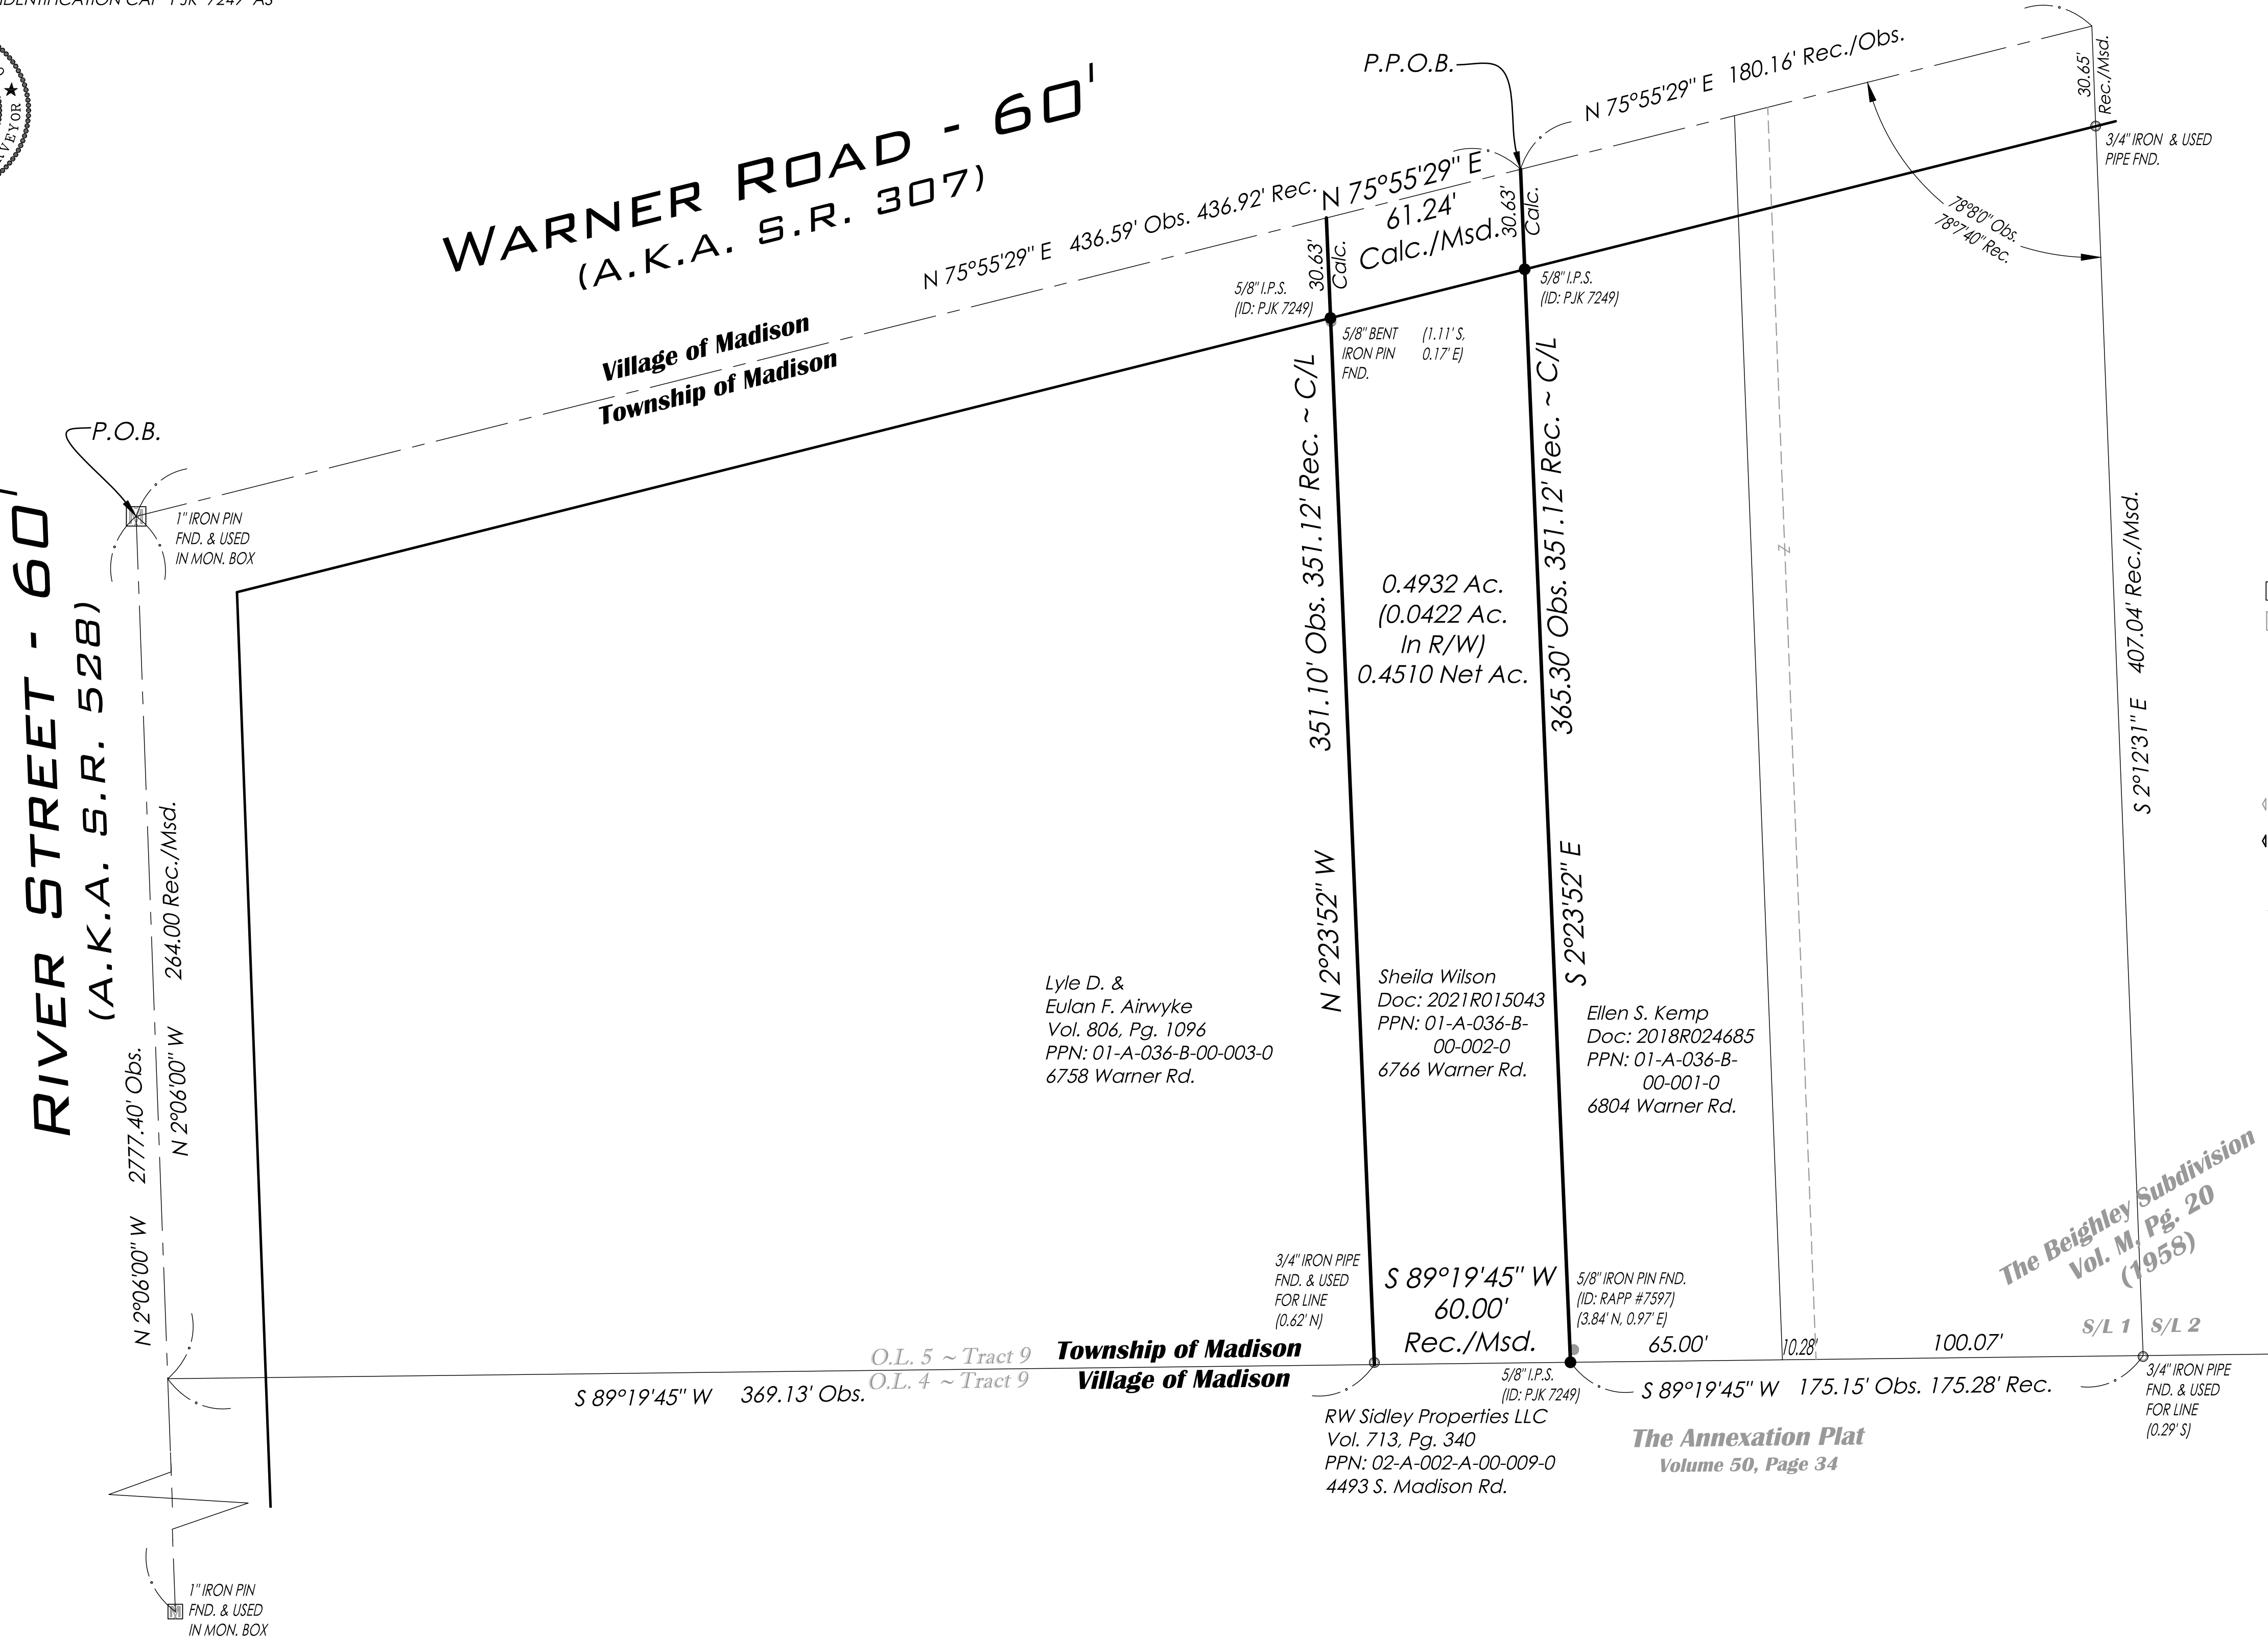 IDENTIFICATION CAP "PJK 7249" AS
VEYOR ★
WARNER ROAD - 60'
(A.K.A. S.R. 307)
P.P.O.B.
N 75°55'29" E 180.16' Rec./Obs.
30.65'
Rec./Msd.
3/4" IRON & USED
PIPE FND.
N 75°55'29" E 436.59' Obs. 436.92' Rec.
N 75°55'29" E
61.24'
Calc./Msd.
30.63'
Calc.
30.63'
Calc.
78°8'0" Obs.
78°7'40" Rec.
5/8" I.P.S.
(ID: PJK 7249)
5/8" I.P.S.
(ID: PJK 7249)
5/8" BENT (1.11' S,
IRON PIN 0.17' E)
FND.
Village of Madison
Township of Madison
P.O.B.
1" IRON PIN
FND. & USED
IN MON. BOX
RIVER STREET - 60'
(A.K.A. S.R. 528)
N 2°06'00" W 264.00 Rec./Msd.
N 2°06'00" W 2777.40' Obs.
N 2°23'52" W 351.10' Obs. 351.12' Rec. ~ C/L
0.4932 Ac.
(0.0422 Ac.
In R/W)
0.4510 Net Ac.
S 2°23'52" E 365.30' Obs. 351.12' Rec. ~ C/L
Z
S 2°12'31" E 407.04' Rec./Msd.
Lyle D. &
Eulan F. Airwyke
Vol. 806, Pg. 1096
PPN: 01-A-036-B-00-003-0
6758 Warner Rd.
Sheila Wilson
Doc: 2021R015043
PPN: 01-A-036-B-
00-002-0
6766 Warner Rd.
Ellen S. Kemp
Doc: 2018R024685
PPN: 01-A-036-B-
00-001-0
6804 Warner Rd.
The Beighley Subdivision
Vol. M, Pg. 20
(1958)
S/L 1 S/L 2
3/4" IRON PIPE
FND. & USED
FOR LINE
(0.62' N)
S 89°19'45" W
60.00'
Rec./Msd.
5/8" IRON PIN FND.
(ID: RAPP #7597)
(3.84' N, 0.97' E)
65.00'
10.28'
100.07'
O.L. 5 ~ Tract 9
O.L. 4 ~ Tract 9
Township of Madison
Village of Madison
S 89°19'45" W 369.13' Obs.
5/8" I.P.S.
(ID: PJK 7249)
S 89°19'45" W 175.15' Obs. 175.28' Rec.
3/4" IRON PIPE
FND. & USED
FOR LINE
(0.29' S)
RW Sidley Properties LLC
Vol. 713, Pg. 340
PPN: 02-A-002-A-00-009-0
4493 S. Madison Rd.
The Annexation Plat
Volume 50, Page 34
1" IRON PIN
FND. & USED
IN MON. BOX
M